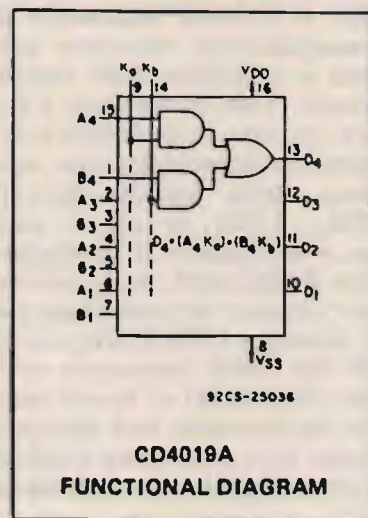 Ka Kb VDD
9 14 16
A4 15
B4 1
A3 2
B3 3
A2 4
B2 5
A1 6
B1 7
13 D4
12 D3
11 D2
10 D1
D4=(A4 Ka)+(B4 Kb)
8
VSS
92CS-25036
CD4019A
FUNCTIONAL DIAGRAM